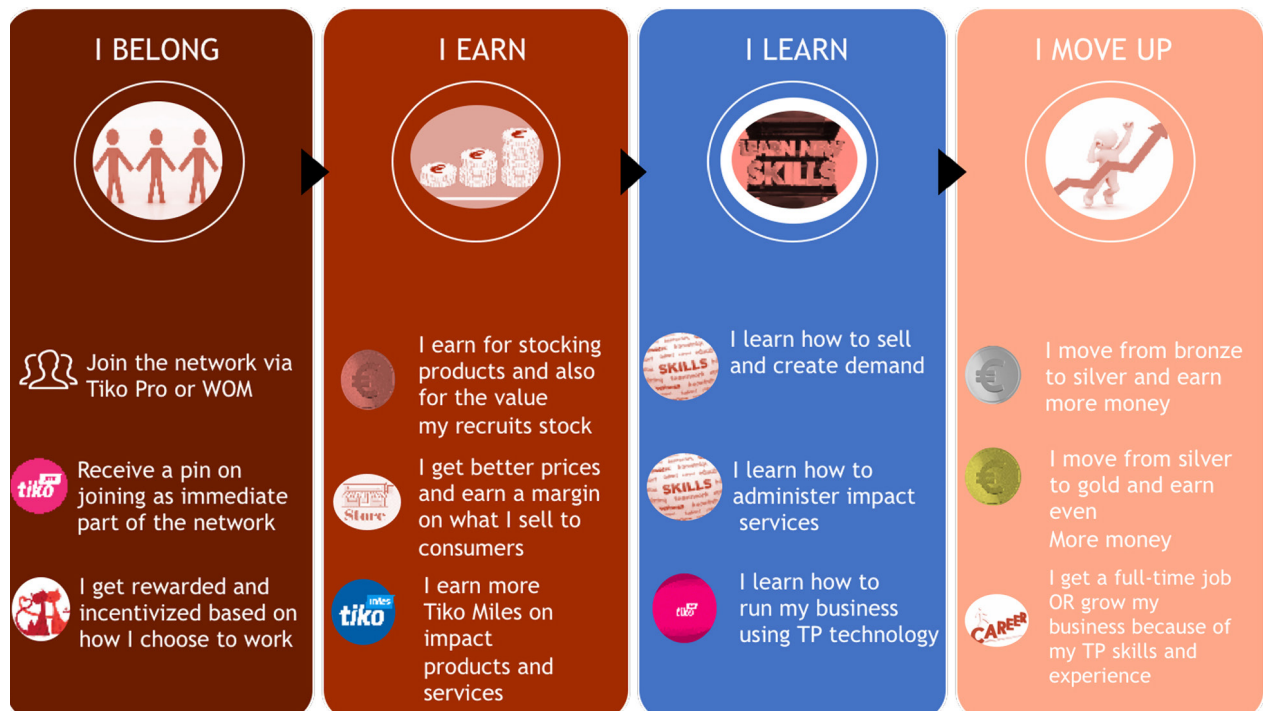 I BELONG
Join the network via
Tiko Pro or WOM
tiko
Receive a pin on
joining as immediate
part of the network
I get rewarded and
incentivized based on
how I choose to work
I EARN
€
€
€
€
I earn for stocking
products and also
for the value
my recruits stock
Store
I get better prices
and earn a margin
on what I sell to
consumers
tiko miles
I earn more
Tiko Miles on
impact
products and
services
I LEARN
LEARN NEW
SKILLS
SKILLS
I learn how to sell
and create demand
SKILLS
I learn how to
administer impact
services
tiko
I learn how to
run my business
using TP technology
I MOVE UP
€
I move from bronze
to silver and earn
more money
€
I move from silver
to gold and earn
even
More money
CAREER
I get a full-time job
OR grow my
business because of
my TP skills and
experience